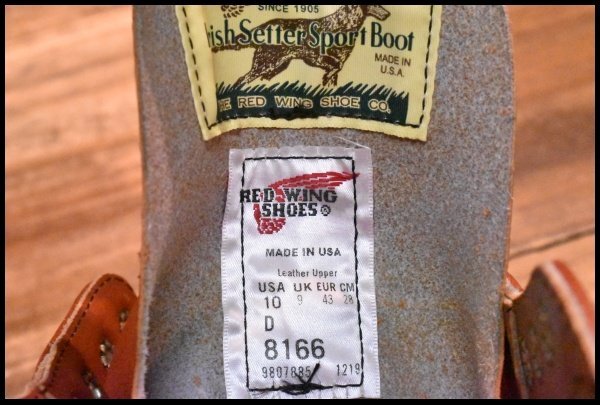 SINCE 1905
Irish Setter Sport Boot
MADE IN
U.S.A.
THE RED WING SHOE CO.
RED WING
SHOES
MADE IN USA
Leather Upper
USA UK EUR CM
10 9 43 28
D
8166
9807885 1219